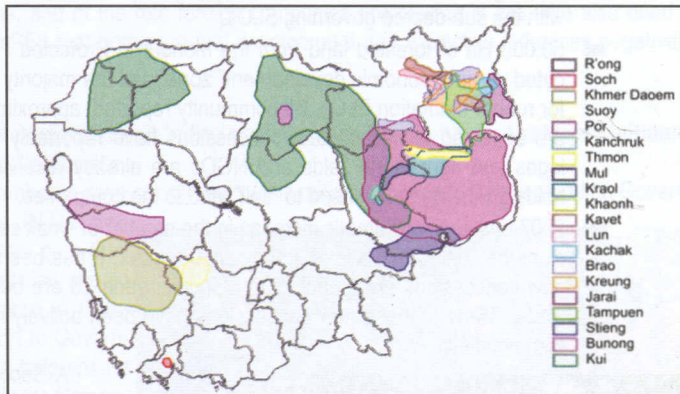 R'ong
Soch
Khmer Daoem
Suoy
Por
Kanchruk
Thmon
Mul
Kraol
Khaonh
Kavet
Lun
Kachak
Brao
Kreung
Jarai
Tampuen
Stieng
Bunong
Kui